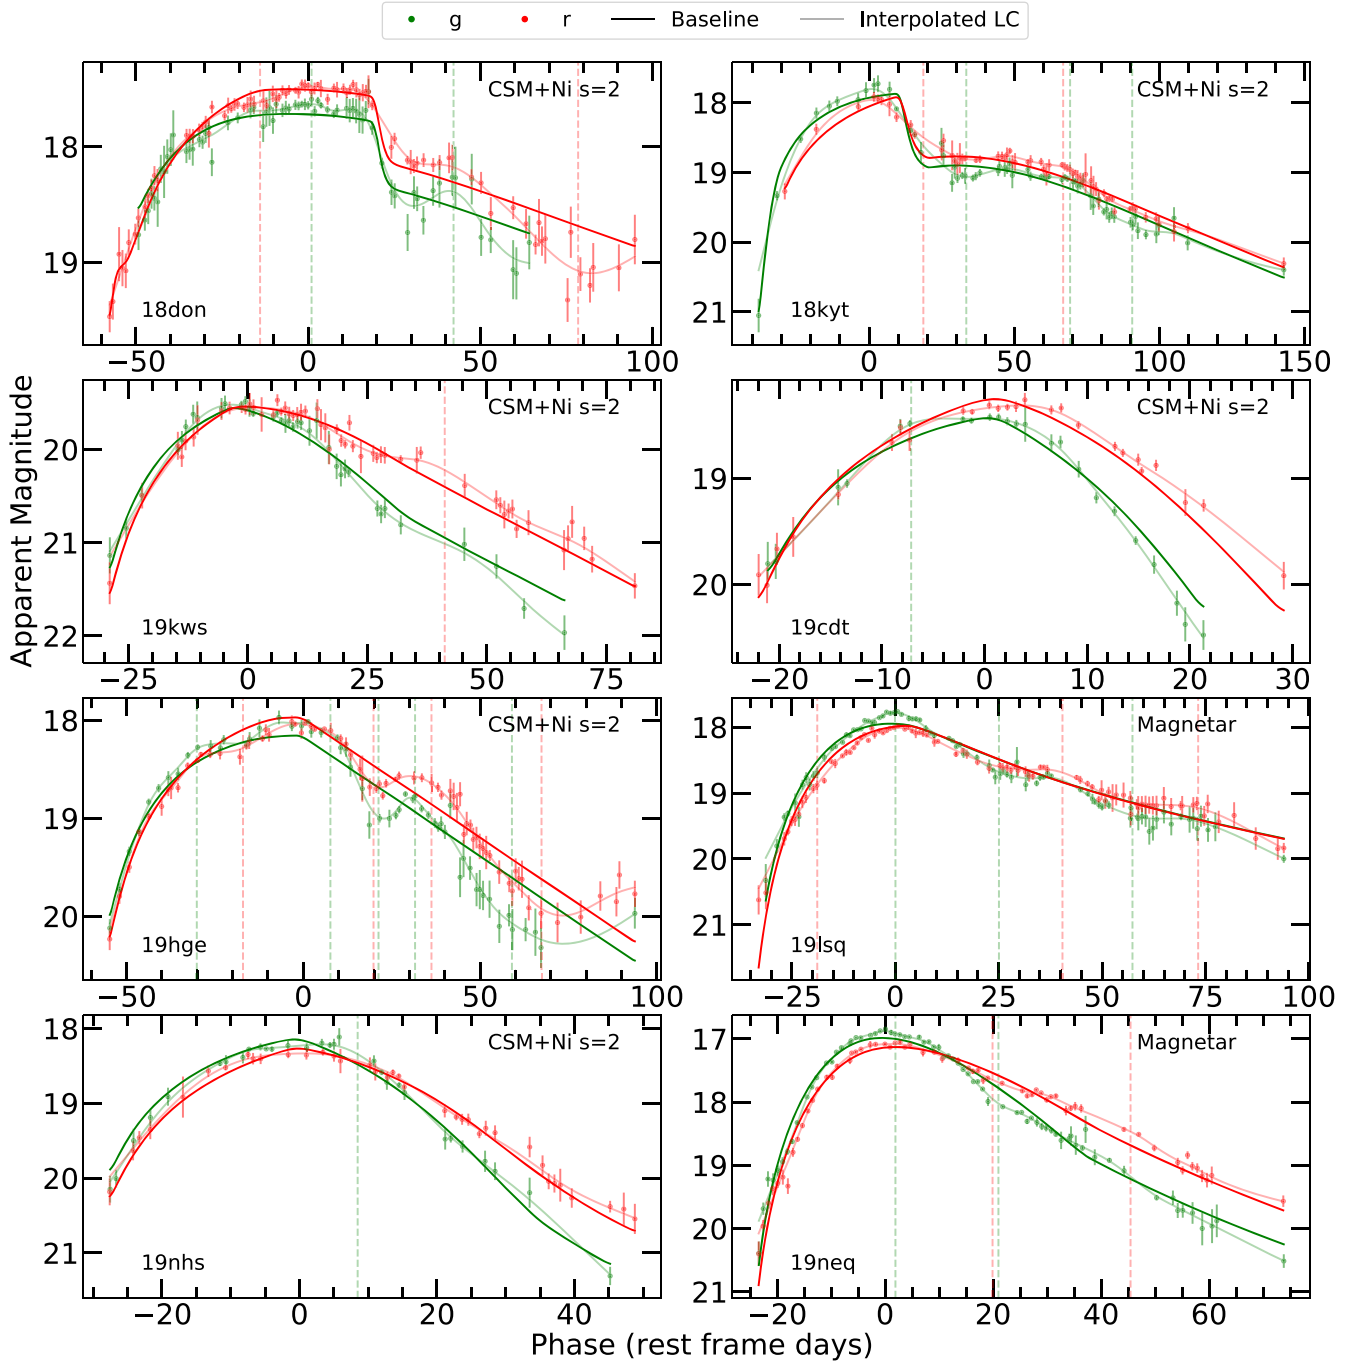 g r Baseline Interpolated LC
Apparent Magnitude
CSM+Ni s=2
18don
18
19
−50 0 50 100
CSM+Ni s=2
18kyt
18
19
20
21
0 50 100 150
CSM+Ni s=2
19kws
20
21
22
−25 0 25 50 75
CSM+Ni s=2
19cdt
19
20
−20 −10 0 10 20 30
CSM+Ni s=2
19hge
18
19
20
−50 0 50 100
Magnetar
19lsq
18
19
20
21
−25 0 25 50 75 100
CSM+Ni s=2
19nhs
18
19
20
21
−20 0 20 40
Magnetar
19neq
17
18
19
20
21
−20 0 20 40 60
Phase (rest frame days)